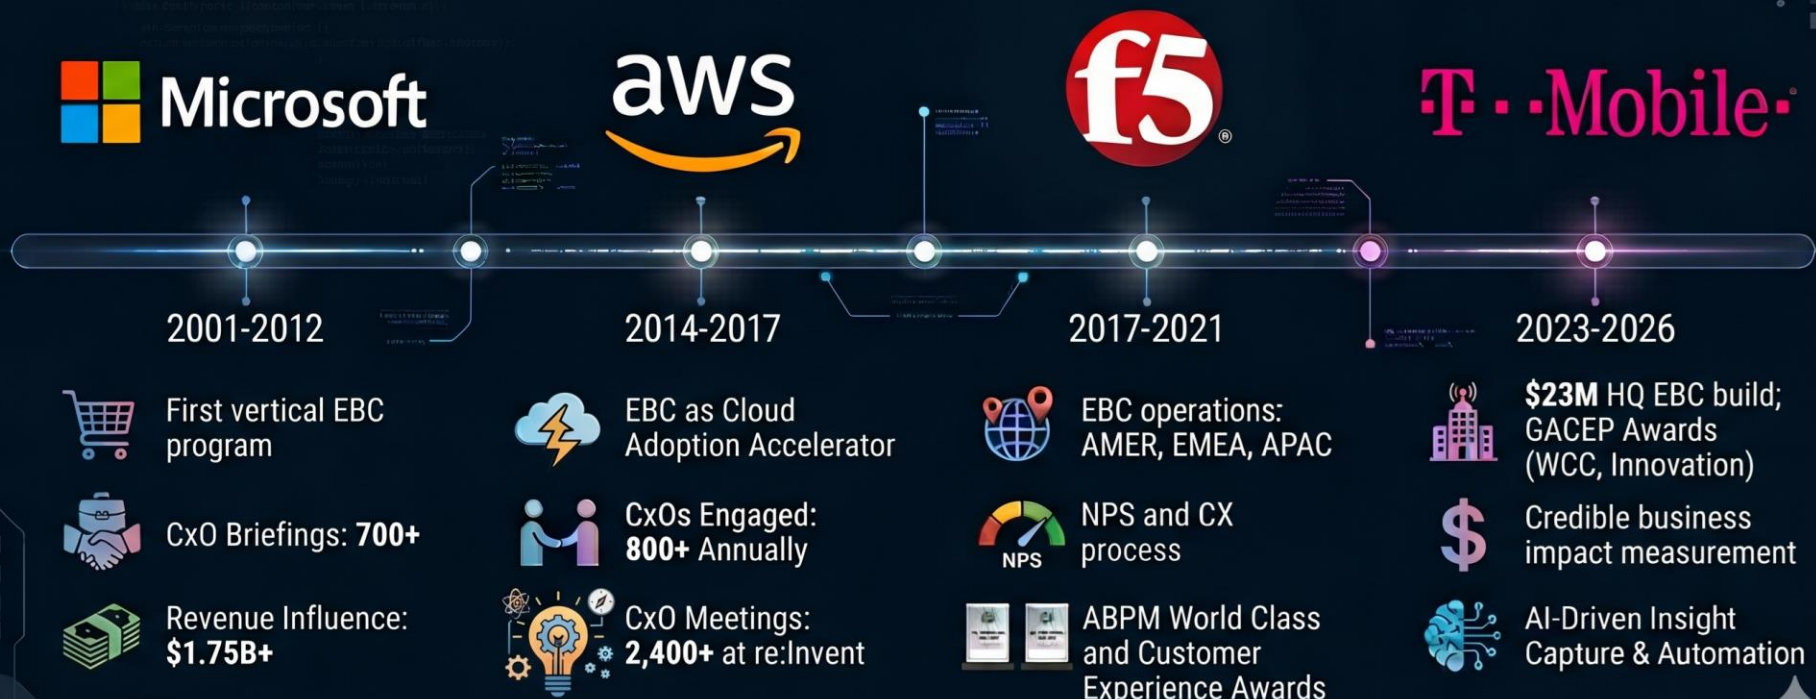 Microsoft
aws
f5
®
T··Mobile·
®
2001-2012
2014-2017
2017-2021
2023-2026
First vertical EBC
program
CxO Briefings: 700+
Revenue Influence:
$1.75B+
EBC as Cloud
Adoption Accelerator
CxOs Engaged:
800+ Annually
CxO Meetings:
2,400+ at re:Invent
EBC operations:
AMER, EMEA, APAC
NPS
NPS and CX
process
ABPM World Class
and Customer
Experience Awards
$23M HQ EBC build;
GACEP Awards
(WCC, Innovation)
Credible business
impact measurement
AI-Driven Insight
Capture & Automation